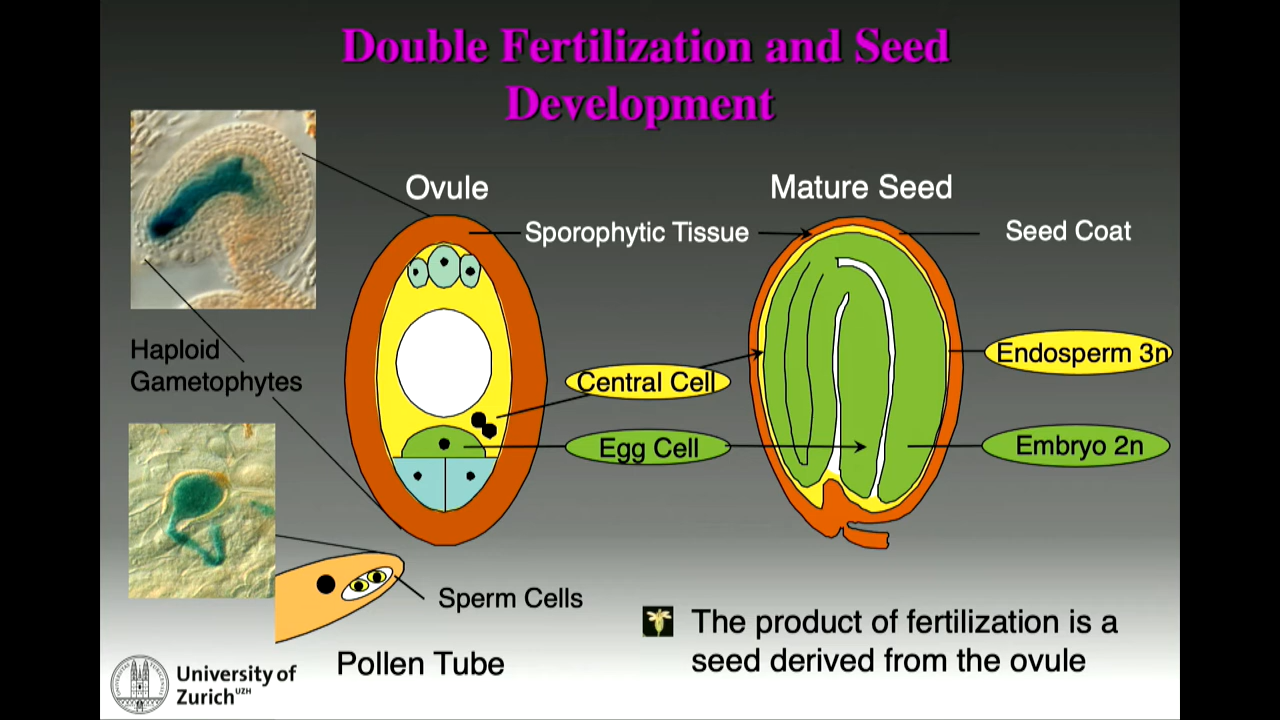 Double Fertilization and Seed
Development
Ovule
Mature Seed
Sporophytic Tissue
Seed Coat
Haploid
Gametophytes
Central Cell
Endosperm 3n
Egg Cell
Embryo 2n
Sperm Cells
Pollen Tube
The product of fertilization is a
seed derived from the ovule
University of
Zurich UZH